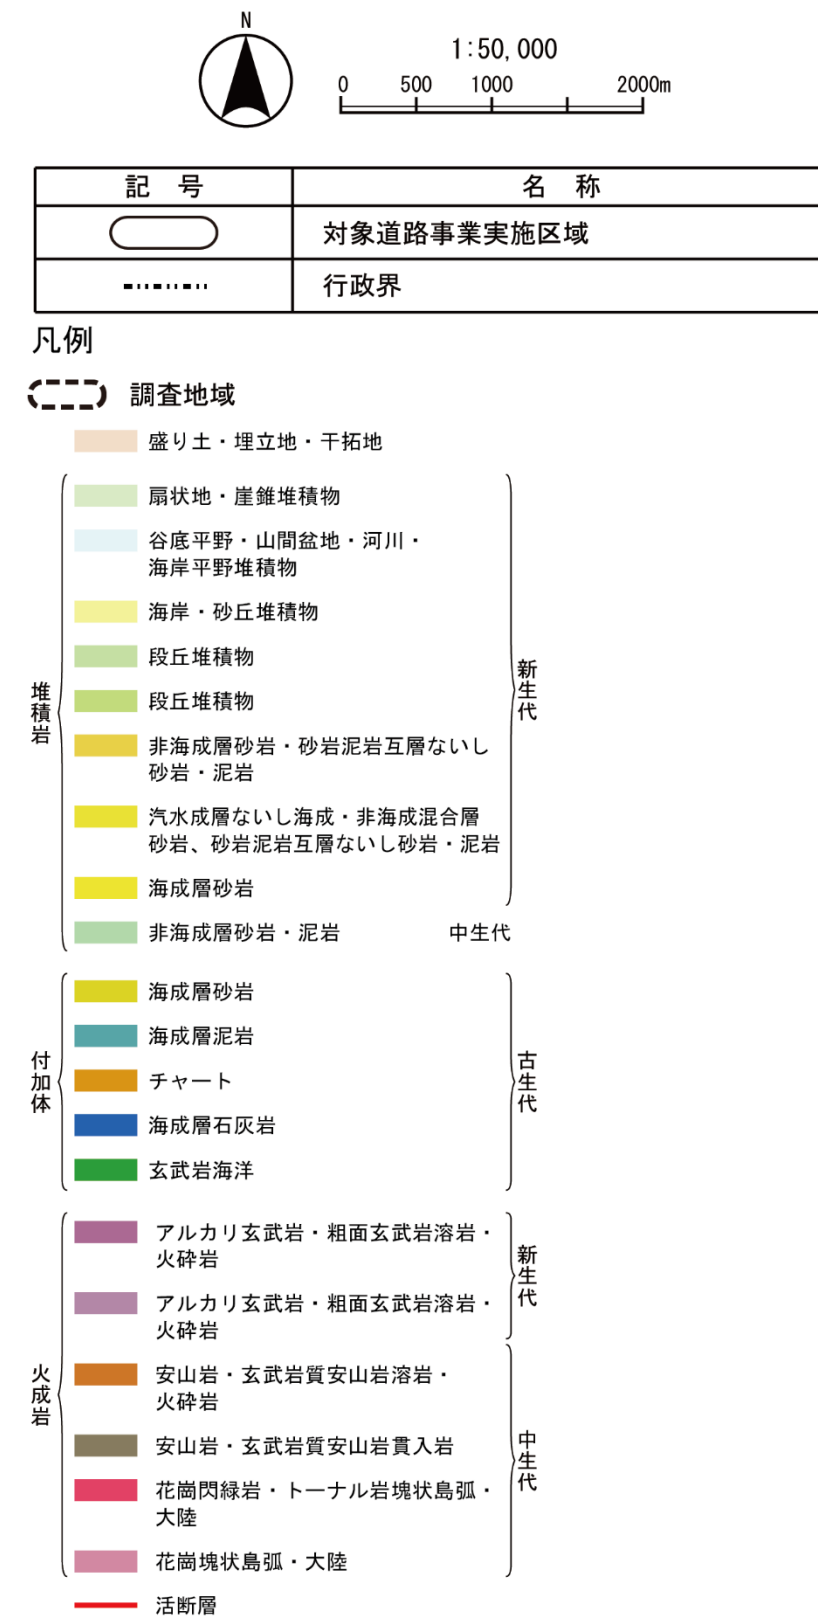 N
1:50,000
0 500 1000 2000m
記 号 名 称
対象道路事業実施区域
行政界
凡例
調査地域
盛り土・埋立地・干拓地
堆積岩
扇状地・崖錐堆積物
谷底平野・山間盆地・河川・
海岸平野堆積物
海岸・砂丘堆積物
段丘堆積物
段丘堆積物
非海成層砂岩・砂岩泥岩互層ないし
砂岩・泥岩
汽水成層ないし海成・非海成混合層
砂岩、砂岩泥岩互層ないし砂岩・泥岩
海成層砂岩
新生代
非海成層砂岩・泥岩 中生代
付加体
海成層砂岩
海成層泥岩
チャート
海成層石灰岩
玄武岩海洋
古生代
火成岩
アルカリ玄武岩・粗面玄武岩溶岩・
火砕岩
アルカリ玄武岩・粗面玄武岩溶岩・
火砕岩
新生代
安山岩・玄武岩質安山岩溶岩・
火砕岩
安山岩・玄武岩質安山岩貫入岩
花崗閃緑岩・トーナル岩塊状島弧・
大陸
花崗塊状島弧・大陸
中生代
活断層